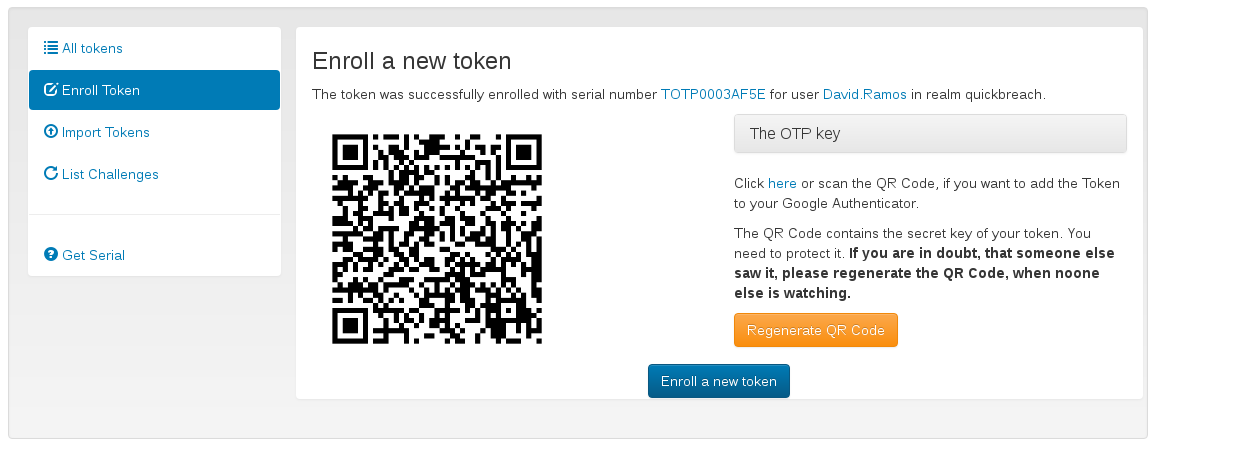 All tokens
Enroll Token
Import Tokens
List Challenges
Get Serial
Enroll a new token
The token was successfully enrolled with serial number TOTP0003AF5E for user David.Ramos in realm quickbreach.
The OTP key
Click here or scan the QR Code, if you want to add the Token
to your Google Authenticator.
The QR Code contains the secret key of your token. You
need to protect it. If you are in doubt, that someone else
saw it, please regenerate the QR Code, when noone
else is watching.
Regenerate QR Code
Enroll a new token